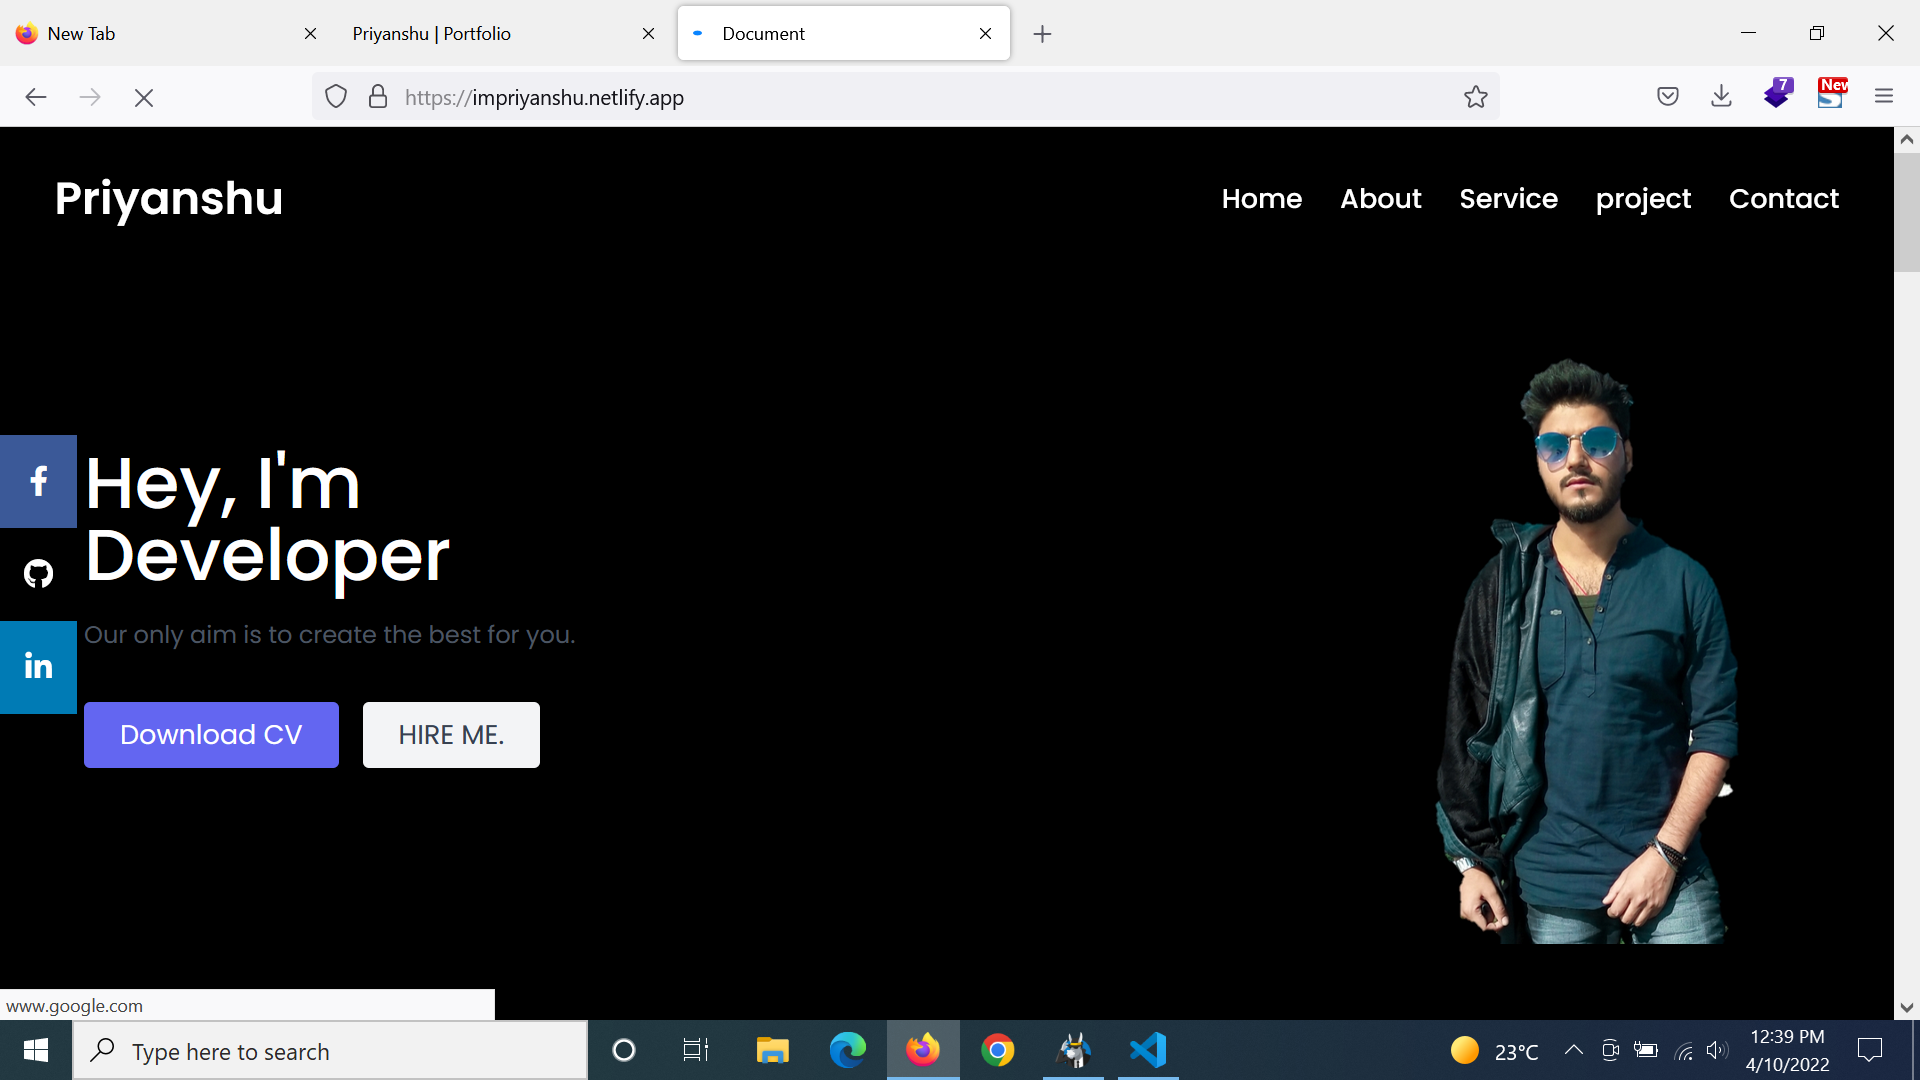 New Tab
Priyanshu | Portfolio
Document
https://impriyanshu.netlify.app
7
New
Priyanshu
Home
About
Service
project
Contact
Hey, I'm
Developer
Our only aim is to create the best for you.
Download CV
HIRE ME.
www.google.com
Type here to search
23°C
12:39 PM
4/10/2022